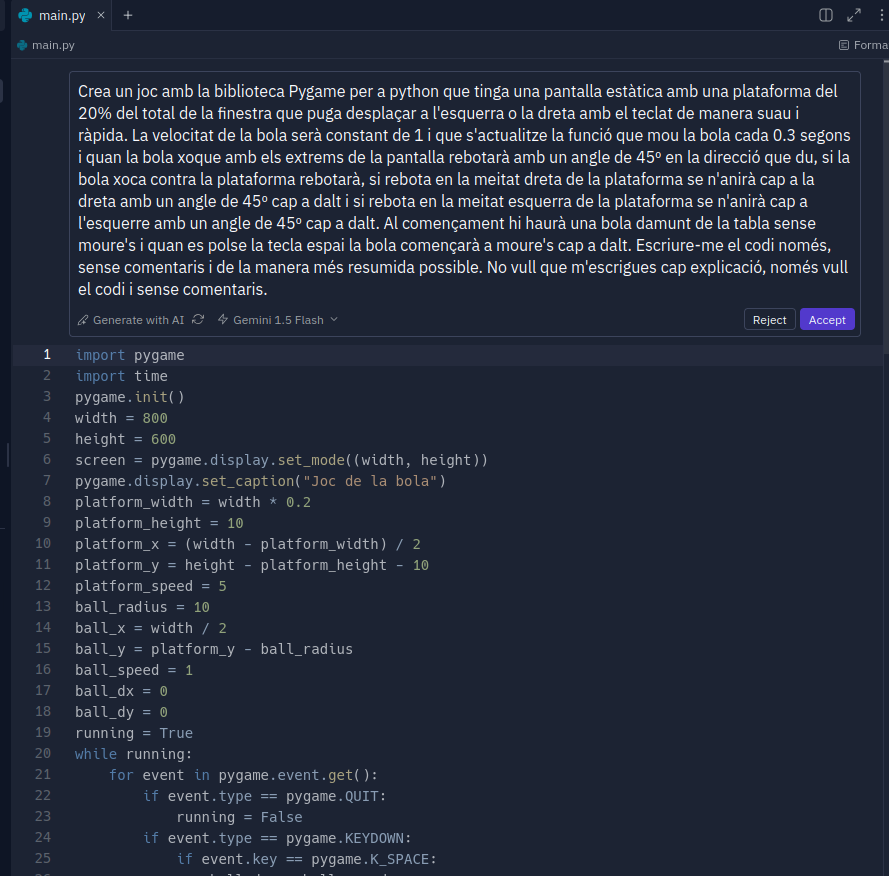 main.py × +
main.py Forma
Crea un joc amb la biblioteca Pygame per a python que tinga una pantalla estàtica amb una plataforma del
20% del total de la finestra que puga desplaçar a l'esquerra o la dreta amb el teclat de manera suau i
ràpida. La velocitat de la bola serà constant de 1 i que s'actualitze la funció que mou la bola cada 0.3 segons
i quan la bola xoque amb els extrems de la pantalla rebotarà amb un angle de 45º en la direcció que du, si la
bola xoca contra la plataforma rebotarà, si rebota en la meitat dreta de la plataforma se n'anirà cap a la
dreta amb un angle de 45º cap a dalt i si rebota en la meitat esquerra de la plataforma se n'anirà cap a
l'esquerre amb un angle de 45º cap a dalt. Al començament hi haurà una bola damunt de la tabla sense
moure's i quan es polse la tecla espai la bola començarà a moure's cap a dalt. Escriure-me el codi només,
sense comentaris i de la manera més resumida possible. No vull que m'escrigues cap explicació, només vull
el codi i sense comentaris.
Generate with AI Gemini 1.5 Flash Reject Accept
1 import pygame
2 import time
3 pygame.init()
4 width = 800
5 height = 600
6 screen = pygame.display.set_mode((width, height))
7 pygame.display.set_caption("Joc de la bola")
8 platform_width = width * 0.2
9 platform_height = 10
10 platform_x = (width - platform_width) / 2
11 platform_y = height - platform_height - 10
12 platform_speed = 5
13 ball_radius = 10
14 ball_x = width / 2
15 ball_y = platform_y - ball_radius
16 ball_speed = 1
17 ball_dx = 0
18 ball_dy = 0
19 running = True
20 while running:
21 for event in pygame.event.get():
22 if event.type == pygame.QUIT:
23 running = False
24 if event.type == pygame.KEYDOWN:
25 if event.key == pygame.K_SPACE: